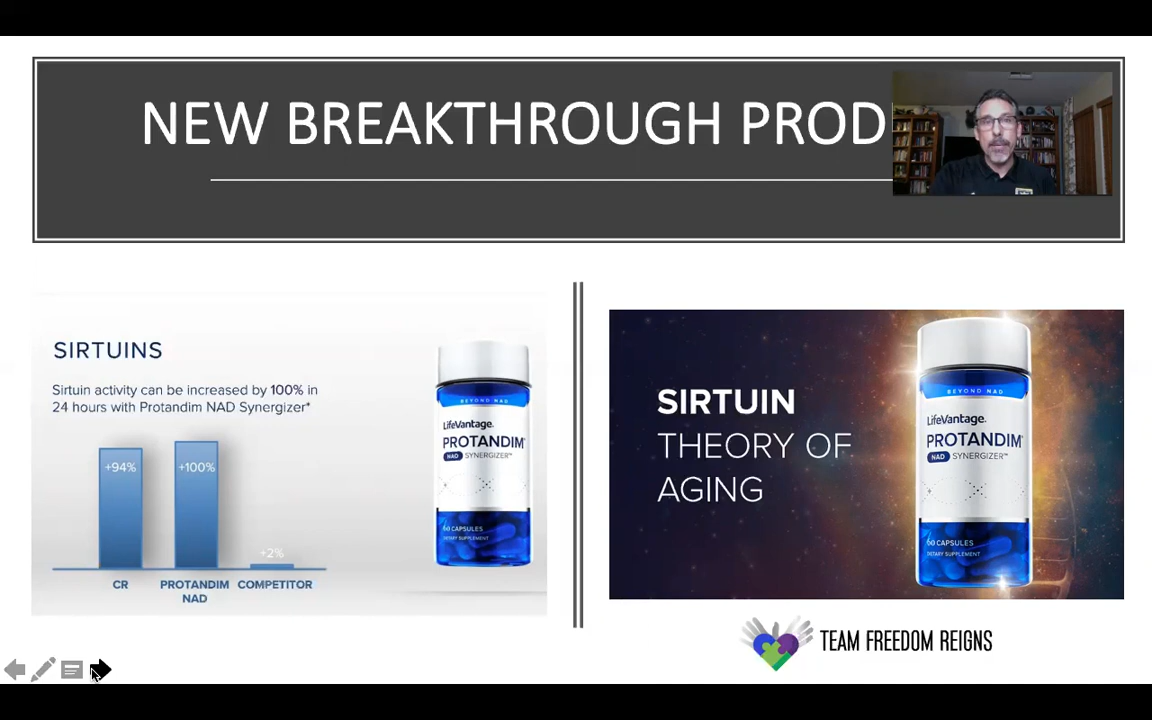 NEW BREAKTHROUGH PROD
SIRTUINS
Sirtuin activity can be increased by 100% in
24 hours with Protandim NAD Synergizer*
+94%
+100%
+2%
CR
PROTANDIM
NAD
COMPETITOR
BEYOND NAD
LifeVantage.
PROTANDIM
NAD SYNERGIZER™
60 CAPSULES
DIETARY SUPPLEMENT
SIRTUIN
THEORY OF
AGING
BEYOND NAD
LifeVantage.
PROTANDIM
NAD SYNERGIZER™
60 CAPSULES
DIETARY SUPPLEMENT
TEAM FREEDOM REIGNS